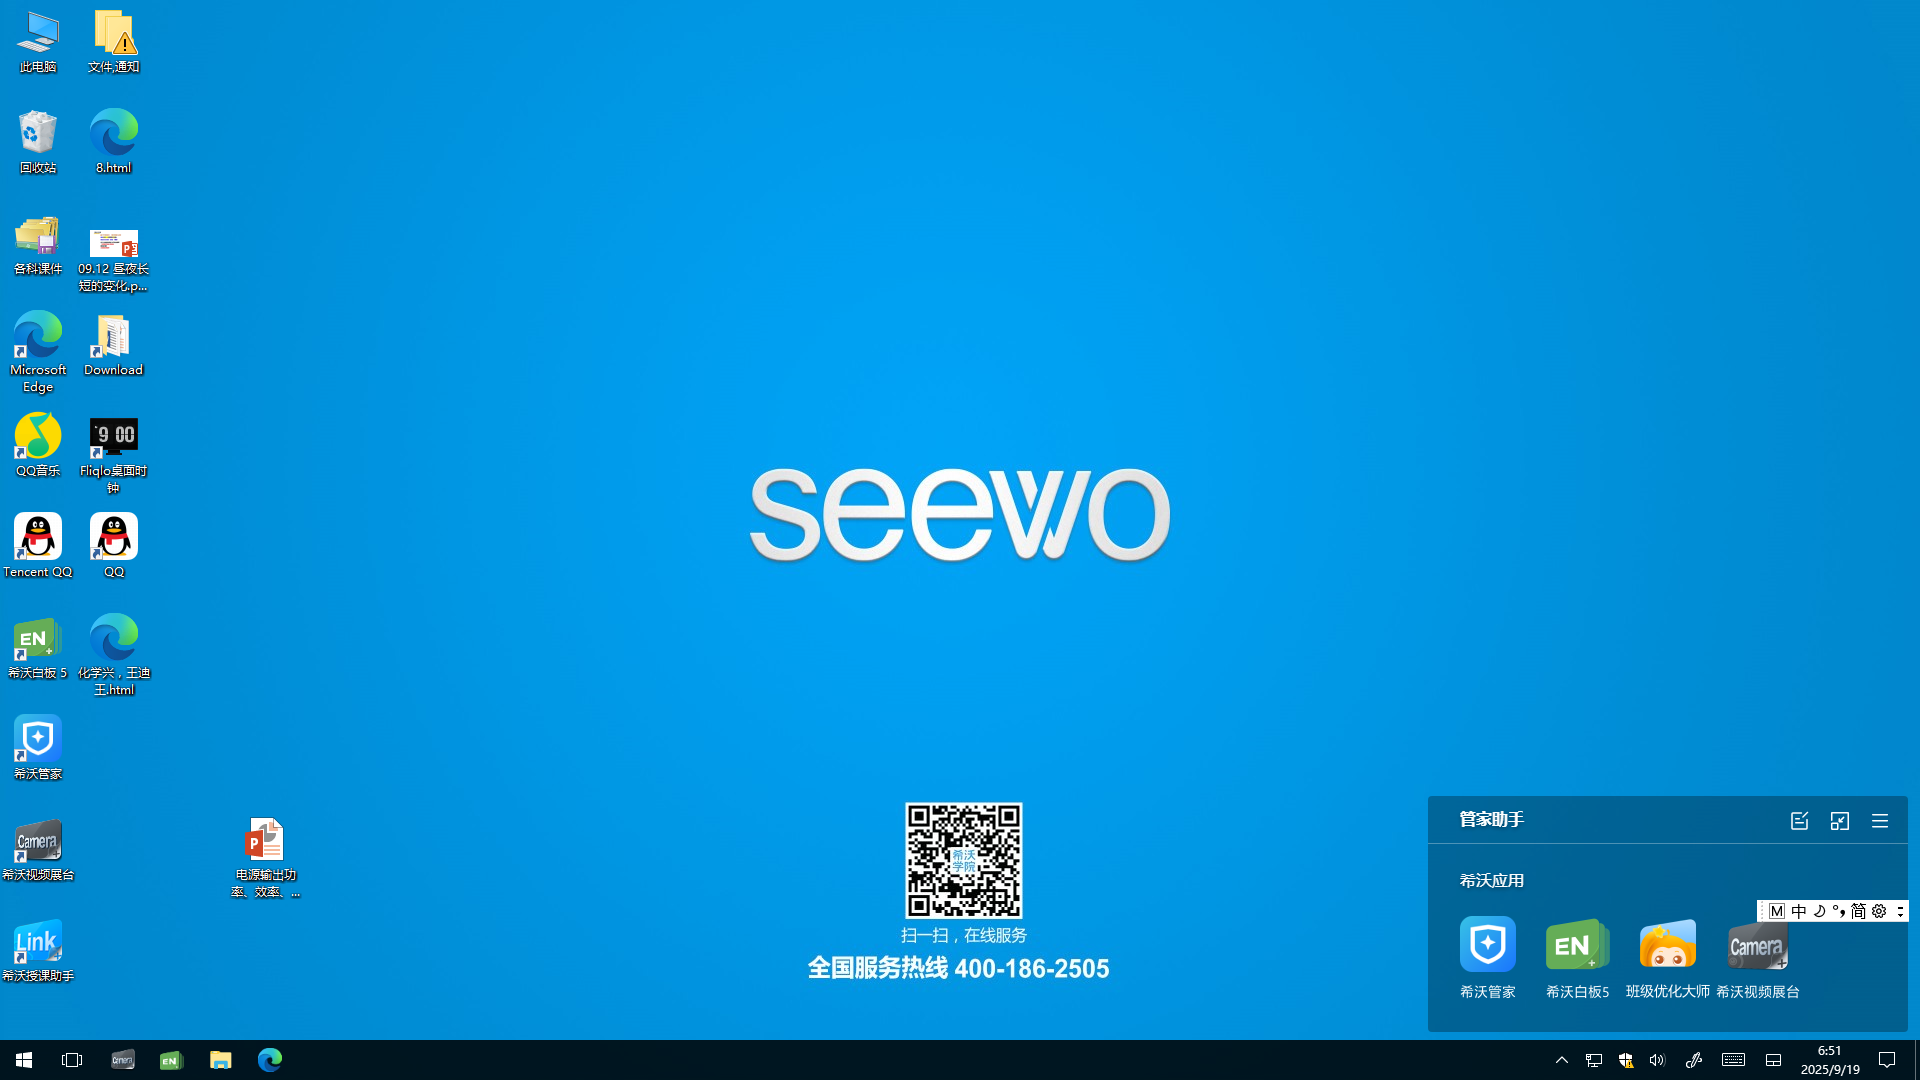 此电脑
文件,通知
回收站
8.html
各科课件
09.12 昼夜长
短的变化.p...
Microsoft
Edge
Download
QQ音乐
9 00
Fliqlo桌面时
钟
Tencent QQ
QQ
EN
希沃白板 5
化学兴，王迪
王.html
希沃管家
Camera
希沃视频展台
电源输出功
率、效率、...
Link
希沃授课助手
seewo
希沃
学院
扫一扫，在线服务
全国服务热线 400-186-2505
管家助手
希沃应用
M 中 简
EN
Camera
希沃管家
希沃白板5
班级优化大师
希沃视频展台
Camera
EN
6:51
2025/9/19